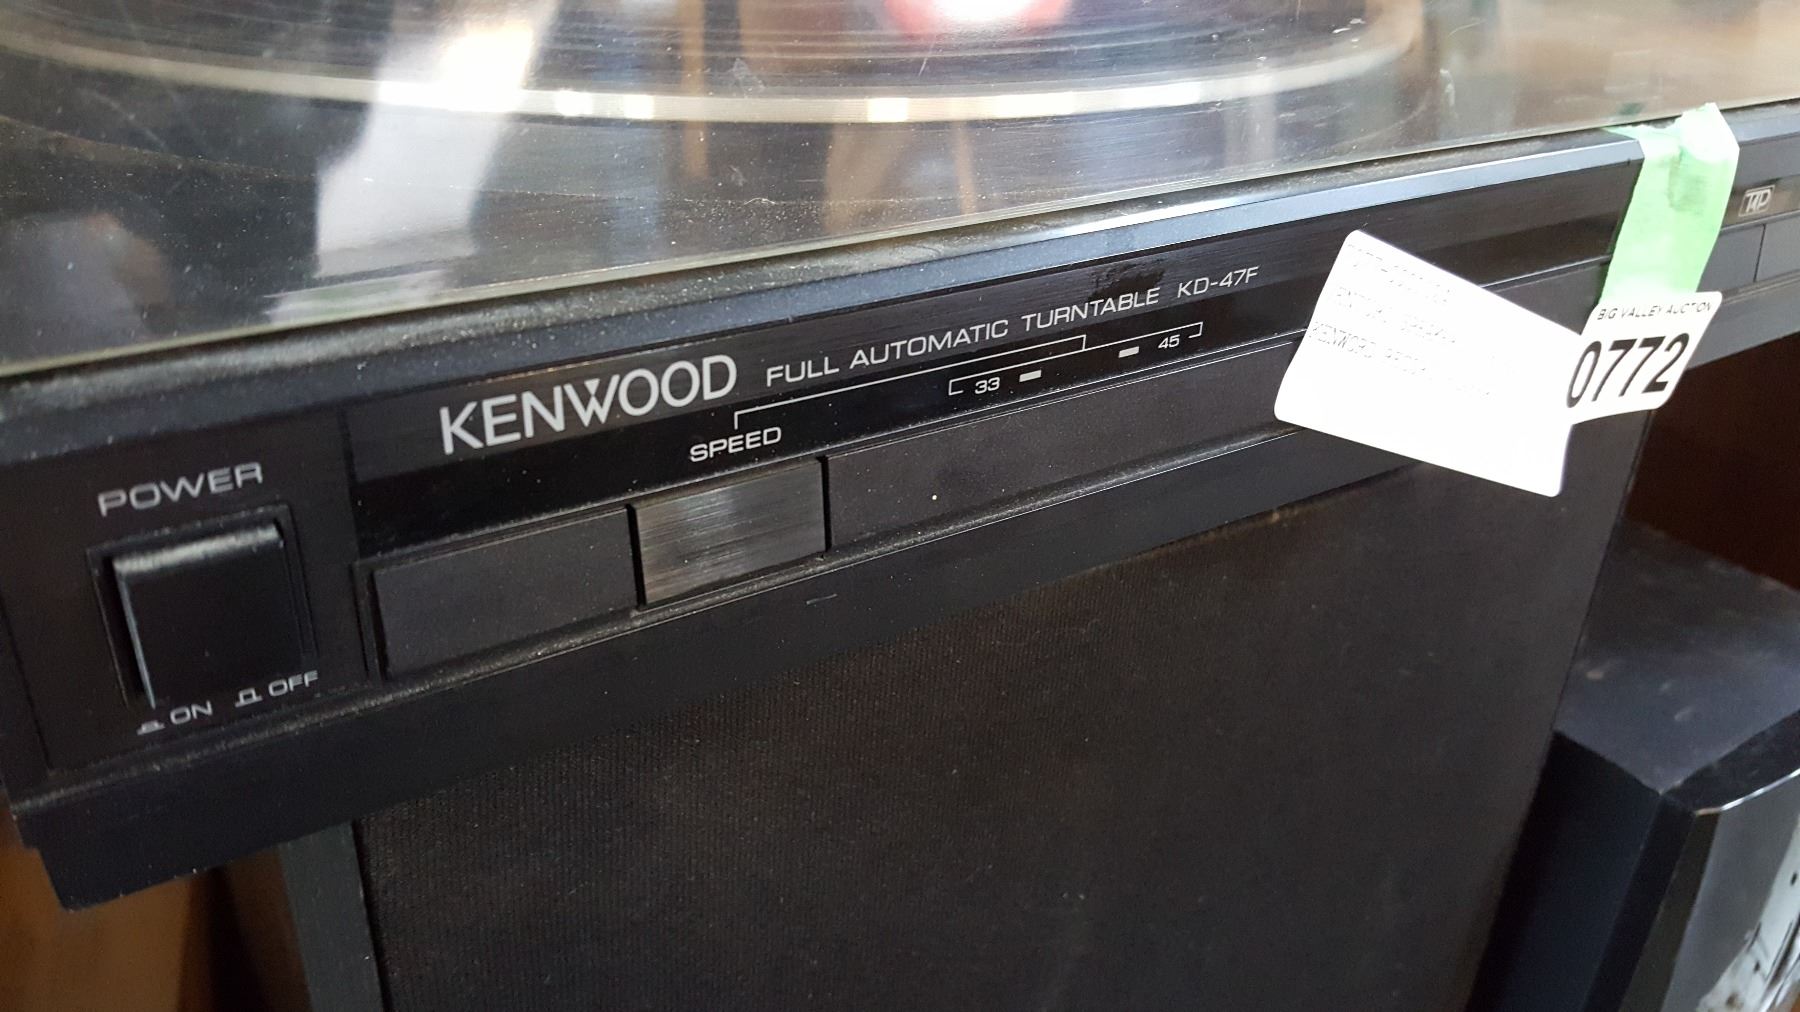 KENWOOD FULL AUTOMATIC TURNTABLE KD-47F
SPEED 33 45
POWER
ON OFF
BIG VALLEY AUCTION
0772